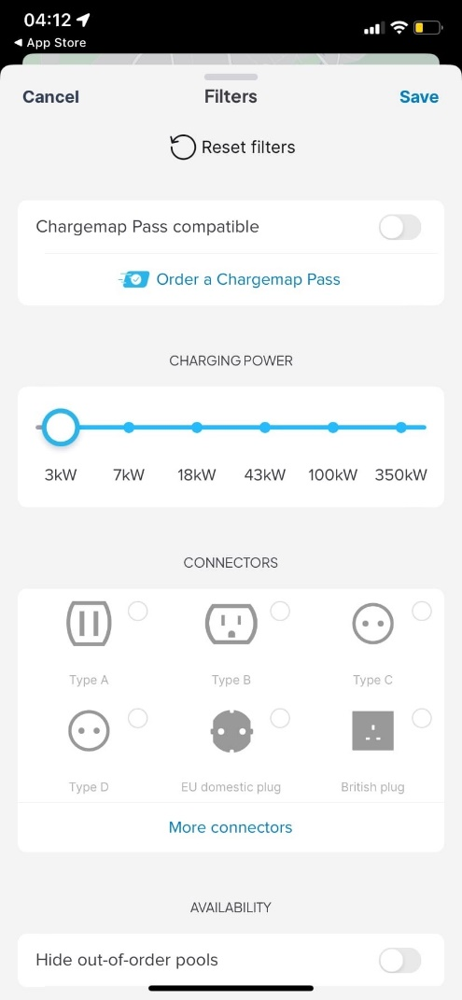 04:12
◀ App Store
Cancel Filters Save
Reset filters
Chargemap Pass compatible
Order a Chargemap Pass
CHARGING POWER
3kW 7kW 18kW 43kW 100kW 350kW
CONNECTORS
Type A Type B Type C
Type D EU domestic plug British plug
More connectors
AVAILABILITY
Hide out-of-order pools